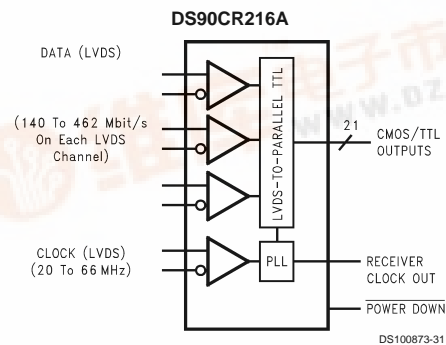 DS90CR216A
DATA (LVDS)
(140 To 462 Mbit/s
On Each LVDS
Channel)
LVDS-TO-PARALLEL TTL
21
CMOS/TTL
OUTPUTS
CLOCK (LVDS)
(20 To 66 MHz)
PLL
RECEIVER
CLOCK OUT
POWER DOWN
DS100873-31